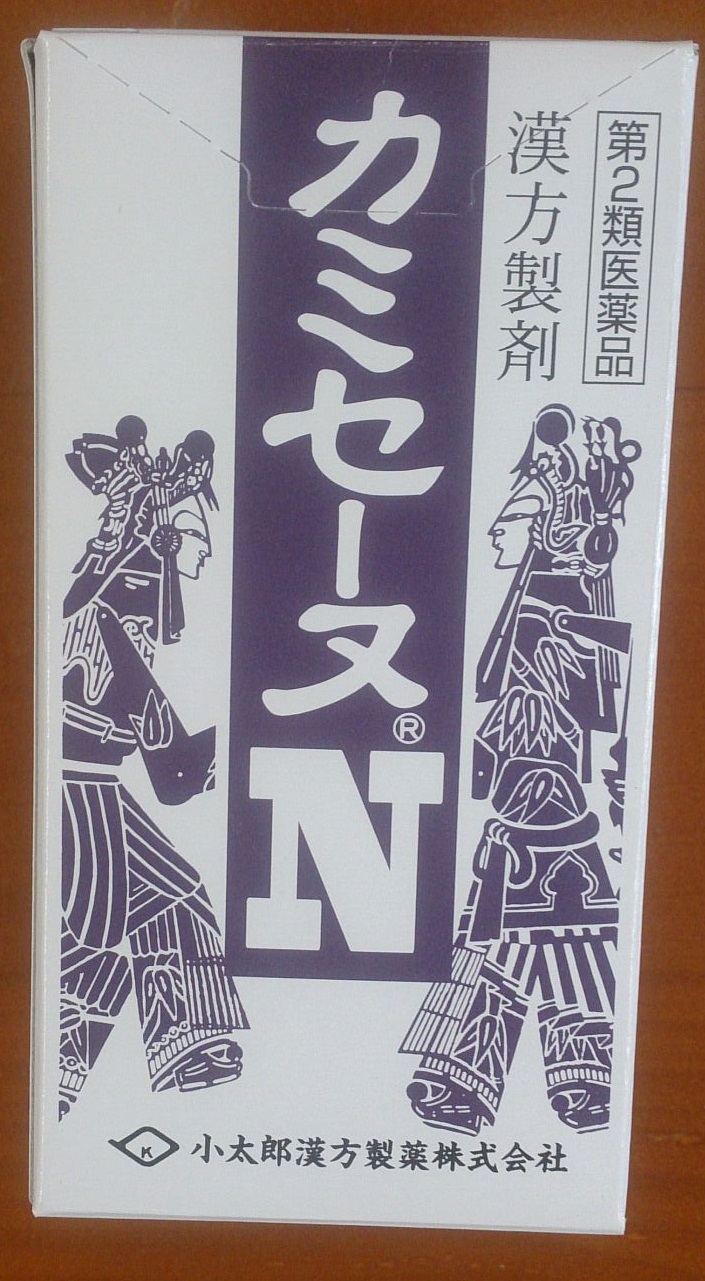 第2類医薬品
漢方製剤
カミセーヌ®N
K
小太郎漢方製薬株式会社